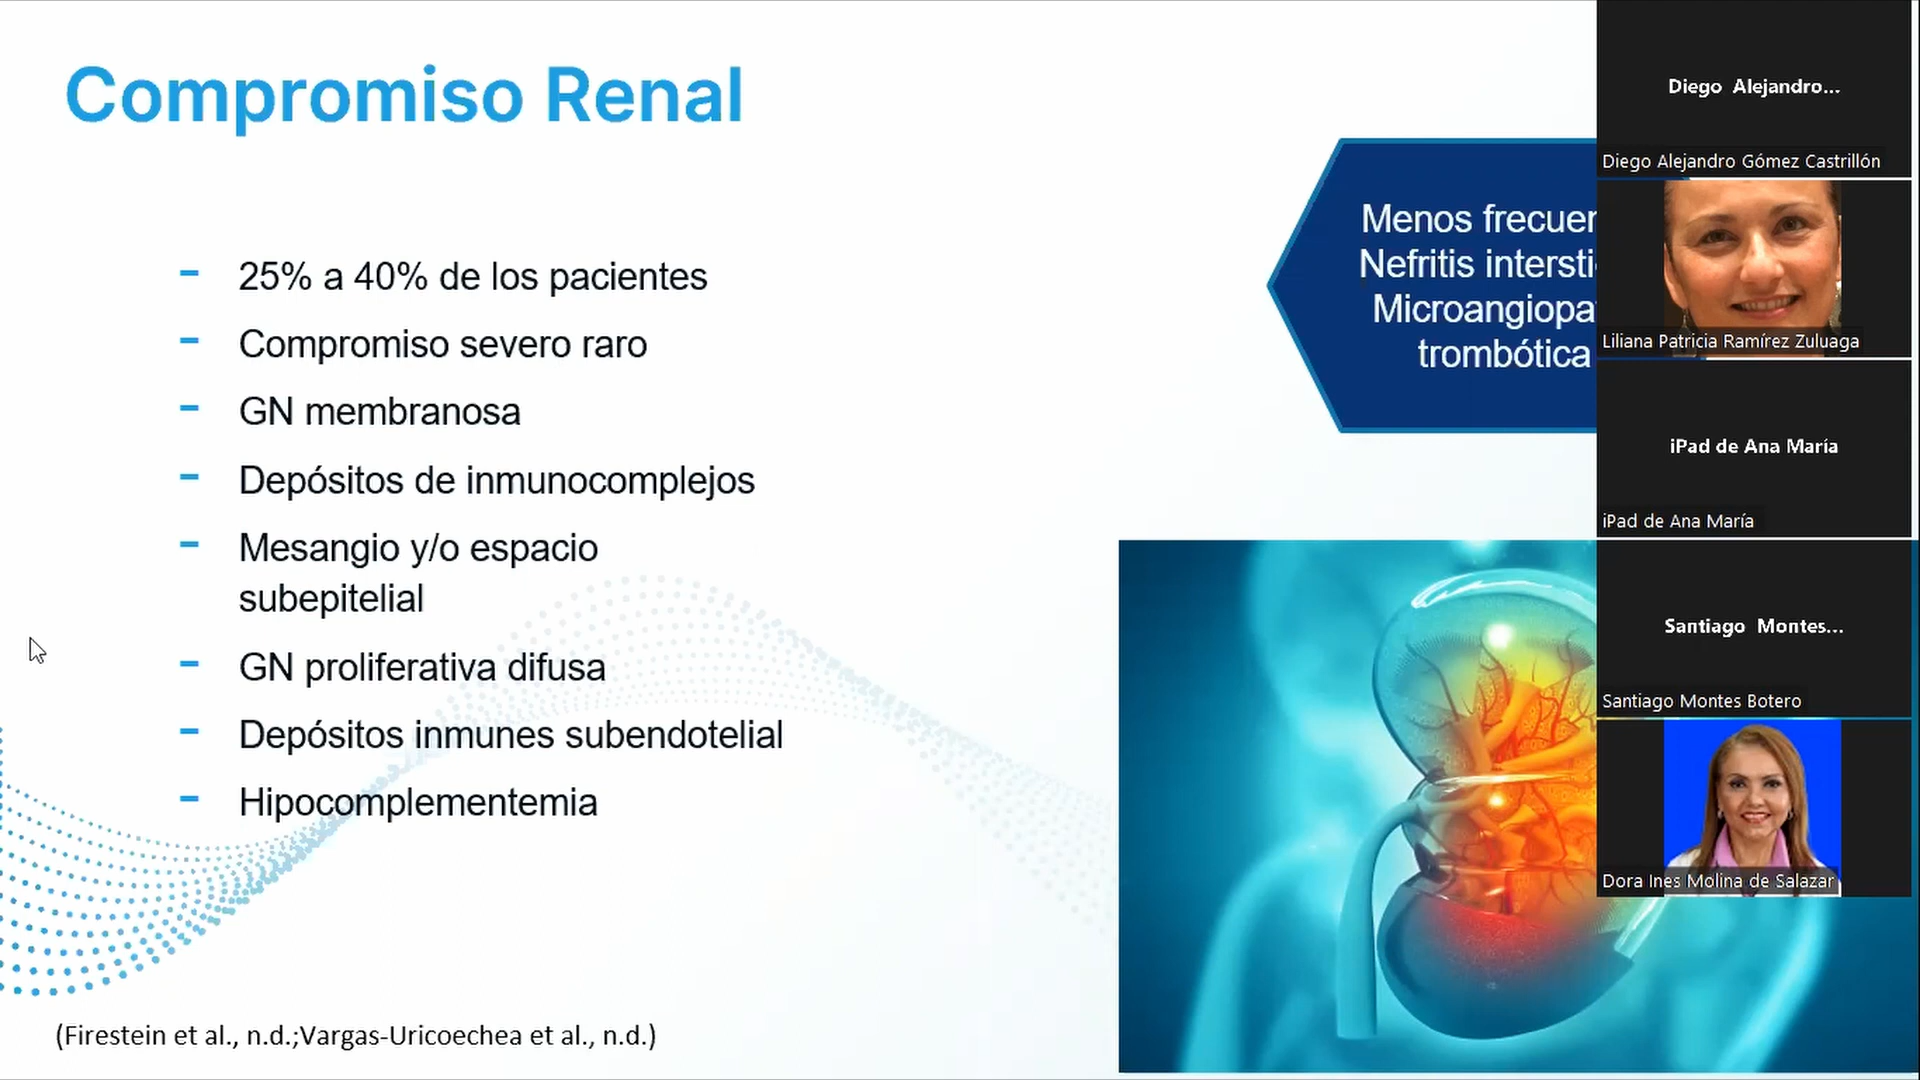 Compromiso Renal
- 25% a 40% de los pacientes
- Compromiso severo raro
- GN membranosa
- Depósitos de inmunocomplejos
- Mesangio y/o espacio
subepitelial
- GN proliferativa difusa
- Depósitos inmunes subendotelial
- Hipocomplementemia
(Firestein et al., n.d.;Vargas-Uricoechea et al., n.d.)
Menos
Nefritis
trombótica
Diego Alejandro...
Diego Alejandro Gómez Castrillón
Liliana Patricia Ramírez Zuluaga
iPad de Ana María
iPad de Ana María
Santiago Montes...
Santiago Montes Botero
Dora Ines Molina de Salazar